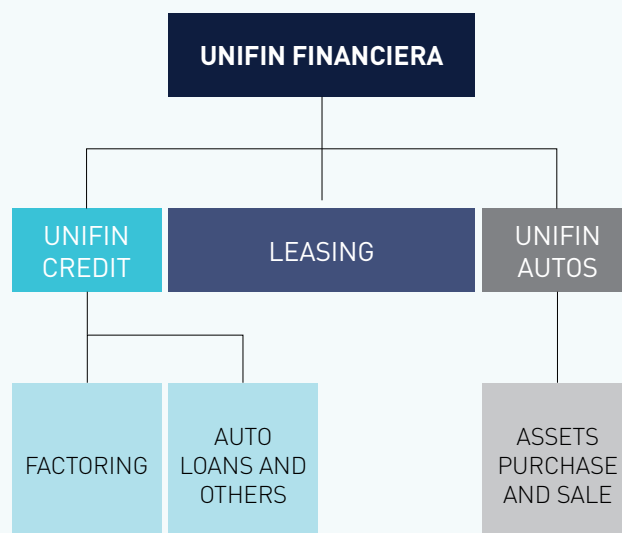 UNIFIN FINANCIERA
UNIFIN
CREDIT
LEASING
UNIFIN
AUTOS
FACTORING
AUTO
LOANS AND
OTHERS
ASSETS
PURCHASE
AND SALE